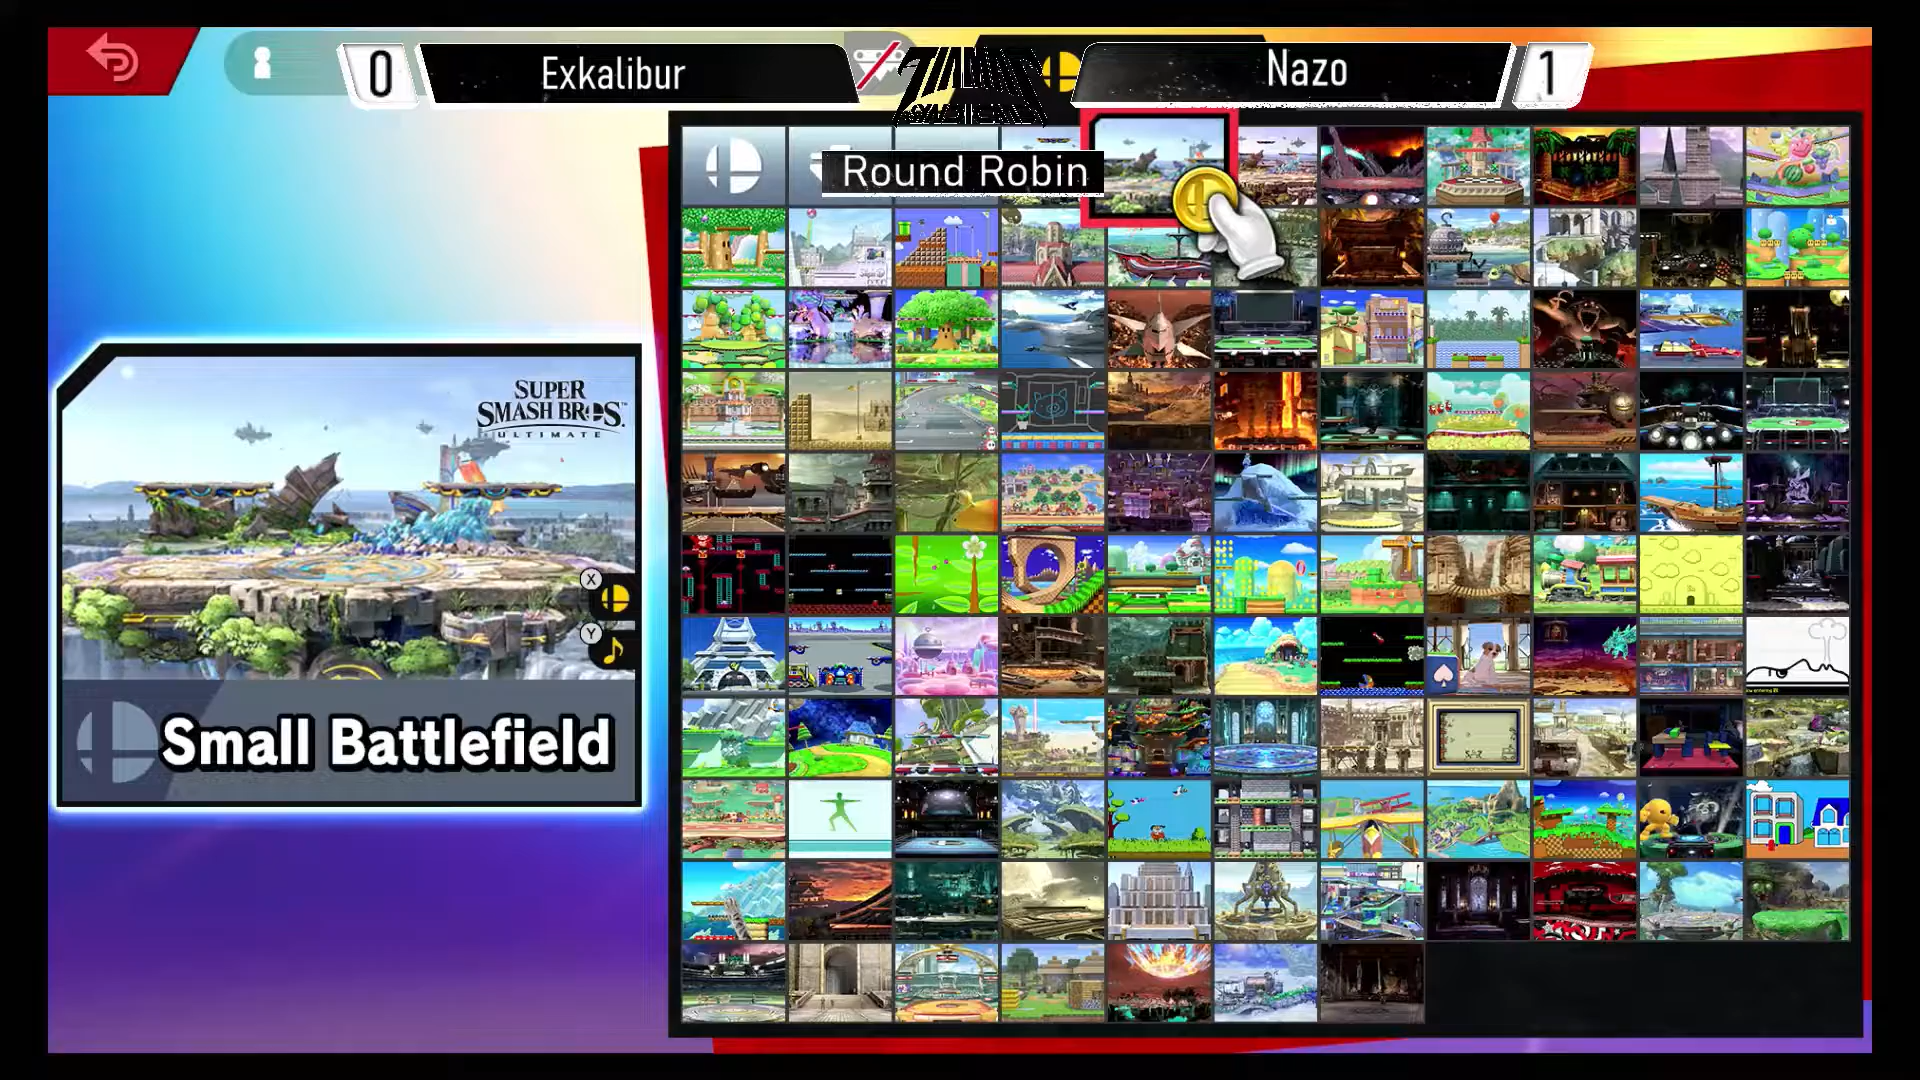 0
Exkalibur
Nazo
1
Round Robin
SUPER
SMASH BROS.
ULTIMATE
X
Y
Small Battlefield